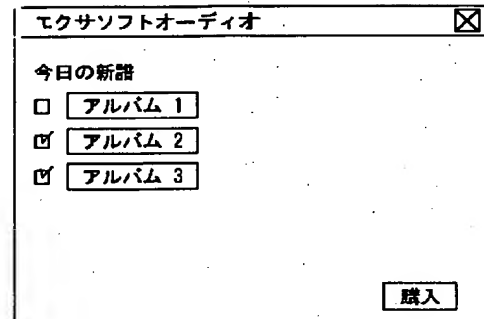 エクサソフトオーディオ
今日の新譜
アルバム 1
アルバム 2
アルバム 3
購入